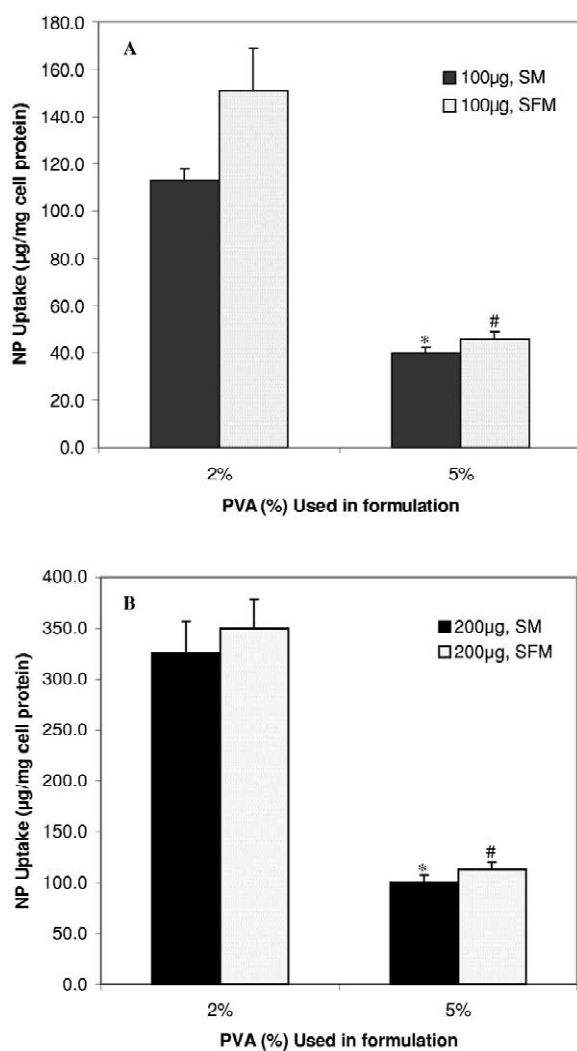 180.0
A
160.0
100µg, SM
140.0
100µg, SFM
120.0
100.0
80.0
60.0
40.0
20.0
0.0
NP Uptake (µg/mg cell protein)
*
#
2%
5%
PVA (%) Used in formulation
400.0
B
350.0
200µg, SM
300.0
200µg, SFM
250.0
200.0
150.0
100.0
50.0
0.0
NP Uptake (µg/mg cell protein)
*
#
2%
5%
PVA (%) Used in formulation